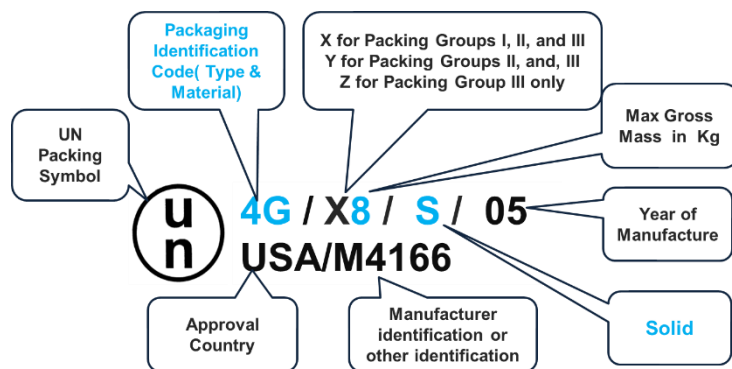 Packaging
Identification
Code( Type &
Material)
X for Packing Groups I, II, and III
Y for Packing Groups II, and, III
Z for Packing Group III only
UN
Packing
Symbol
Max Gross
Mass in Kg
u
n
4G / X8 / S / 05
USA/M4166
Year of
Manufacture
Approval
Country
Manufacturer
identification or
other identification
Solid